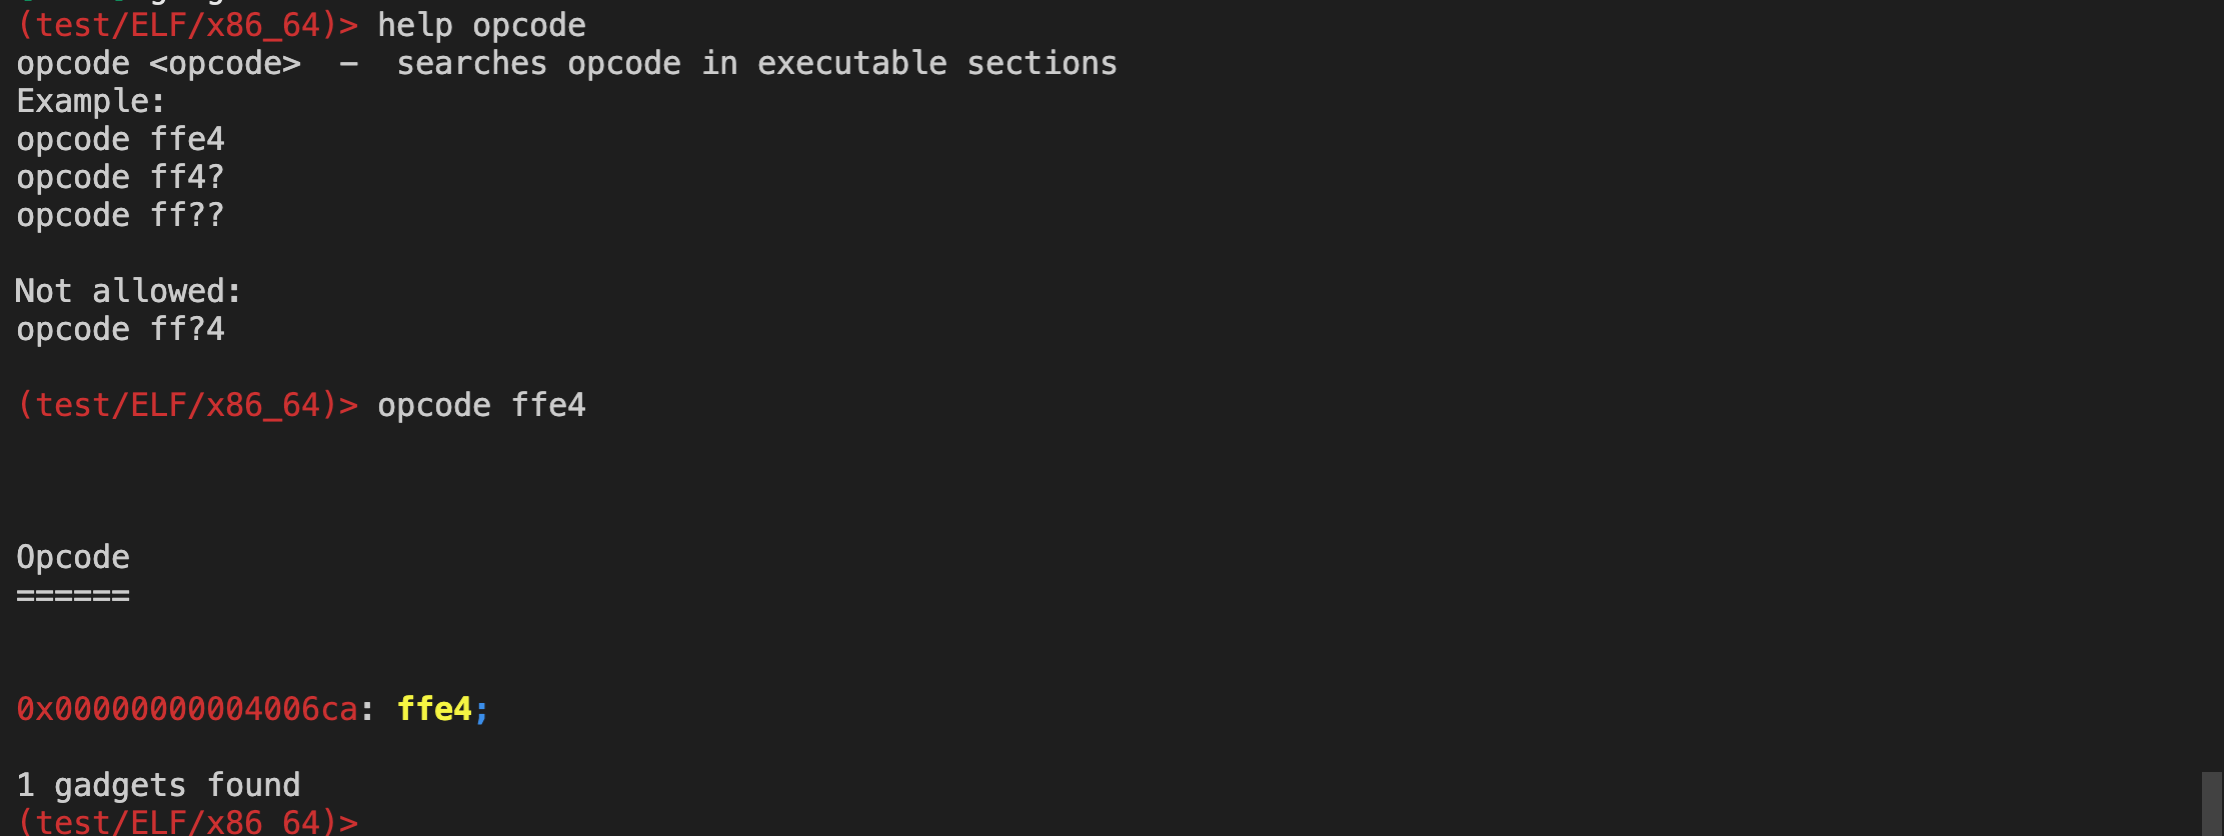 (test/ELF/x86_64)> help opcode
opcode <opcode>  –  searches opcode in executable sections
Example:
opcode ffe4
opcode ff4?
opcode ff??
Not allowed:
opcode ff?4
(test/ELF/x86_64)> opcode ffe4
Opcode
======
0x00000000004006ca: ffe4;
1 gadgets found
(test/ELF/x86_64)>